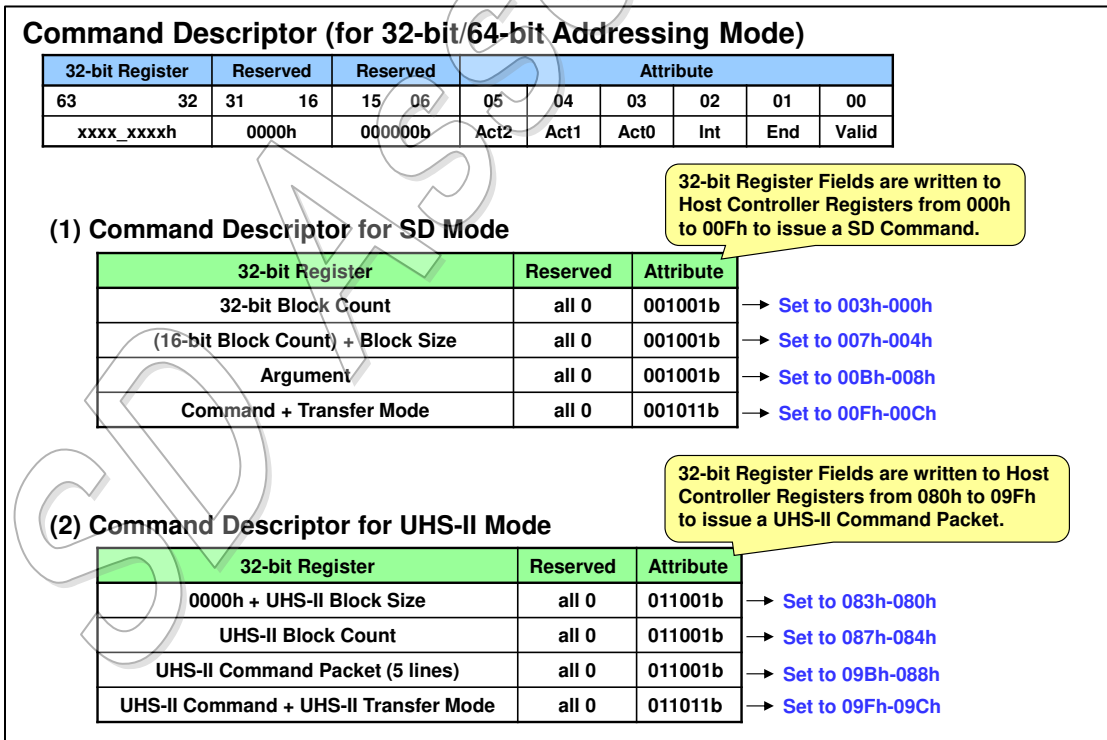 Command Descriptor (for 32-bit/64-bit Addressing Mode)
32-bit Register Reserved Reserved Attribute
63 32 31 16 15 06 05 04 03 02 01 00
xxxx_xxxxh 0000h 000000b Act2 Act1 Act0 Int End Valid
32-bit Register Fields are written to
Host Controller Registers from 000h
to 00Fh to issue a SD Command.
(1) Command Descriptor for SD Mode
32-bit Register Reserved Attribute
32-bit Block Count all 0 001001b Set to 003h-000h
(16-bit Block Count) + Block Size all 0 001001b Set to 007h-004h
Argument all 0 001001b Set to 00Bh-008h
Command + Transfer Mode all 0 001011b Set to 00Fh-00Ch
32-bit Register Fields are written to Host
Controller Registers from 080h to 09Fh
to issue a UHS-II Command Packet.
(2) Command Descriptor for UHS-II Mode
32-bit Register Reserved Attribute
0000h + UHS-II Block Size all 0 011001b Set to 083h-080h
UHS-II Block Count all 0 011001b Set to 087h-084h
UHS-II Command Packet (5 lines) all 0 011001b Set to 09Bh-088h
UHS-II Command + UHS-II Transfer Mode all 0 011011b Set to 09Fh-09Ch
SD Asso